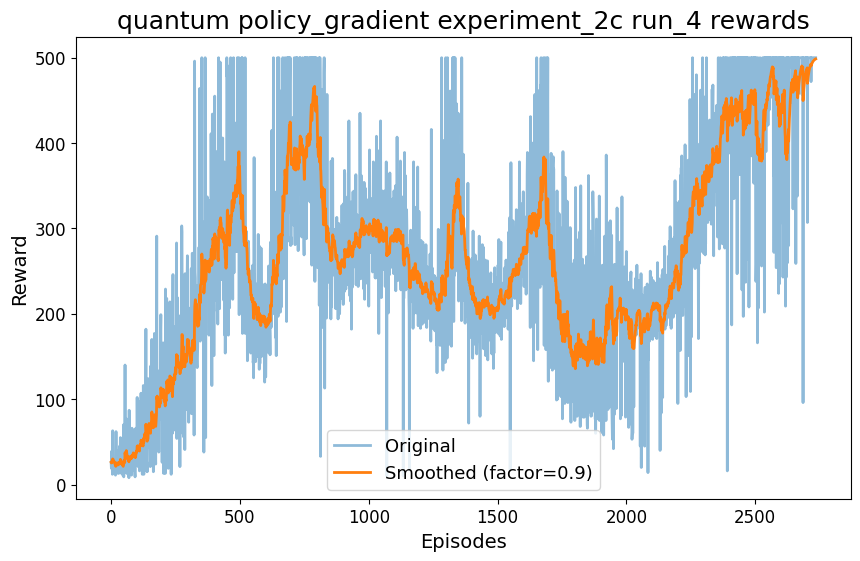 quantum policy_gradient experiment_2c run_4 rewards
Reward
500
400
300
200
100
0
Original
Smoothed (factor=0.9)
0 500 1000 1500 2000 2500
Episodes